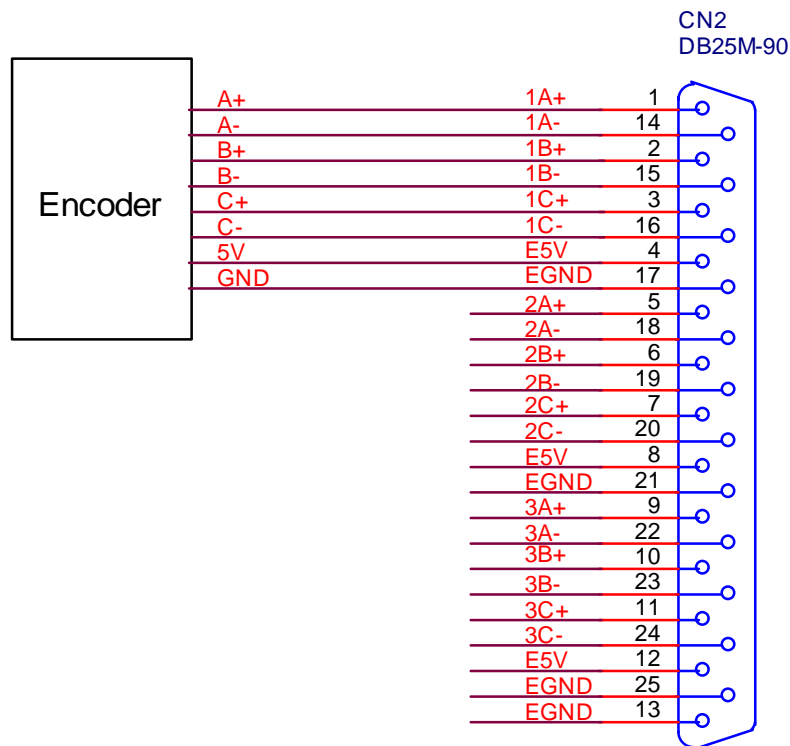 CN2
DB25M-90
Encoder
A+ 1A+ 1
A- 1A- 14
B+ 1B+ 2
B- 1B- 15
C+ 1C+ 3
C- 1C- 16
5V E5V 4
GND EGND 17
2A+ 5
2A- 18
2B+ 6
2B- 19
2C+ 7
2C- 20
E5V 8
EGND 21
3A+ 9
3A- 22
3B+ 10
3B- 23
3C+ 11
3C- 24
E5V 12
EGND 25
EGND 13